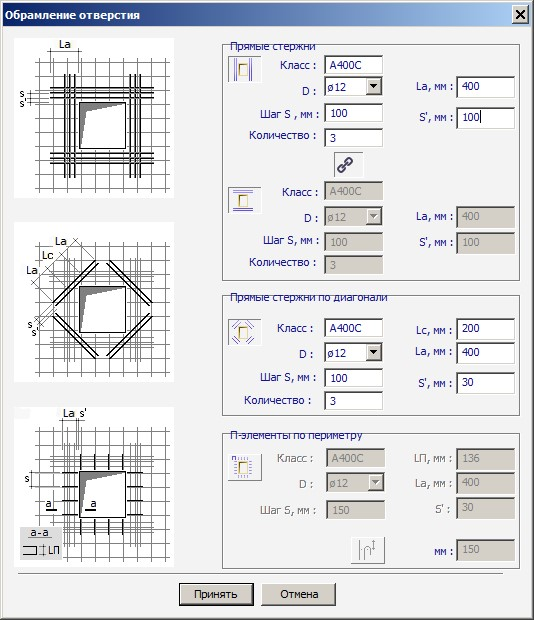 Обрамление отверстия
La
s
s'
La
Lc
La
s
s'
La s'
s
a a
a-a
LП
Прямые стержни
Класс : A400C
D : ø12 La, мм : 400
Шаг S , мм : 100 S', мм : 100
Количество : 3
Класс : A400C
D : ø12 La, мм : 400
Шаг S, мм : 100 S', мм : 100
Количество : 3
Прямые стержни по диагонали
Класс : A400C Lc, мм : 200
D : ø12 La, мм : 400
Шаг S, мм : 100 S', мм : 30
Количество : 3
П-элементы по периметру
Класс : A400C LП, мм : 136
D : ø12 La, мм : 400
Шаг S, мм : 150 S' : 30
мм : 150
Принять Отмена